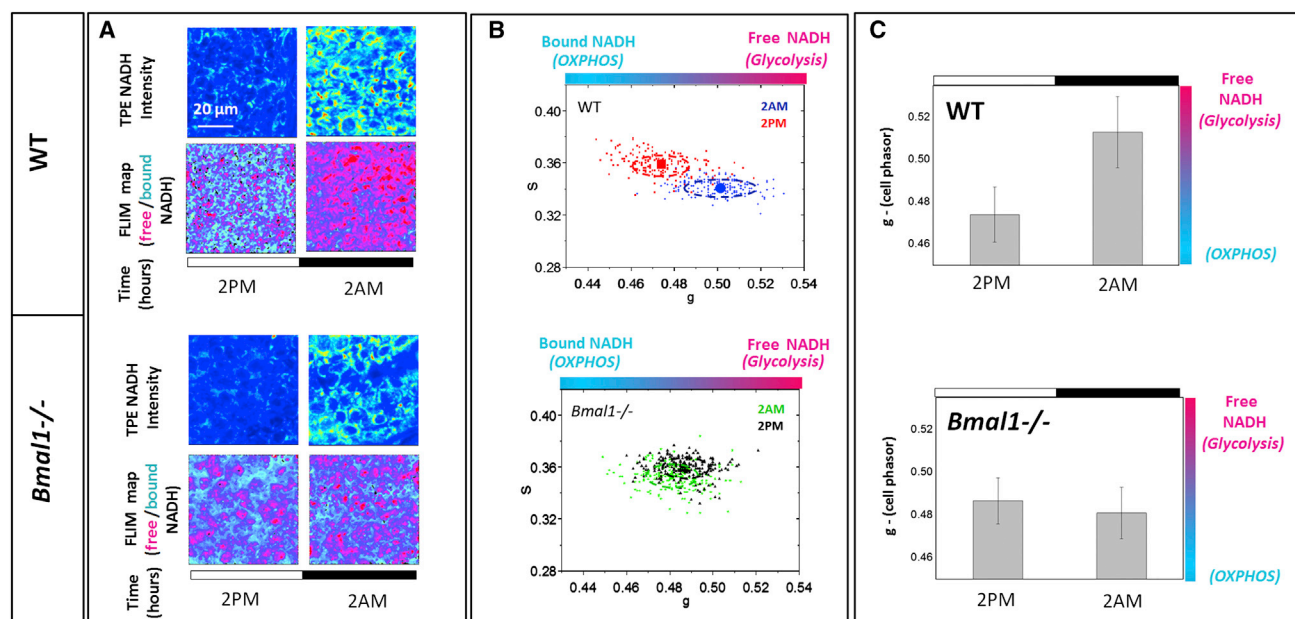 WT
Bmal1-/-
A
TPE NADH
Intensity
20 µm
FLIM map
(free/bound
NADH)
Time
(hours)
2PM
2AM
TPE NADH
Intensity
FLIM map
(free/bound
NADH)
Time
(hours)
2PM
2AM
B
Bound NADH
(OXPHOS)
Free NADH
(Glycolysis)
WT
2AM
2PM
0.40
0.36
0.32
0.28
S
0.44 0.46 0.48 0.50 0.52 0.54
g
Bound NADH
(OXPHOS)
Free NADH
(Glycolysis)
Bmal1-/-
2AM
2PM
0.40
0.36
0.32
0.28
S
0.44 0.46 0.48 0.50 0.52 0.54
g
C
WT
0.52
0.50
0.48
0.46
g - (cell phasor)
2PM
2AM
Free
NADH
(Glycolysis)
(OXPHOS)
Bmal1-/-
0.52
0.50
0.48
0.46
g - (cell phasor)
2PM
2AM
Free
NADH
(Glycolysis)
(OXPHOS)